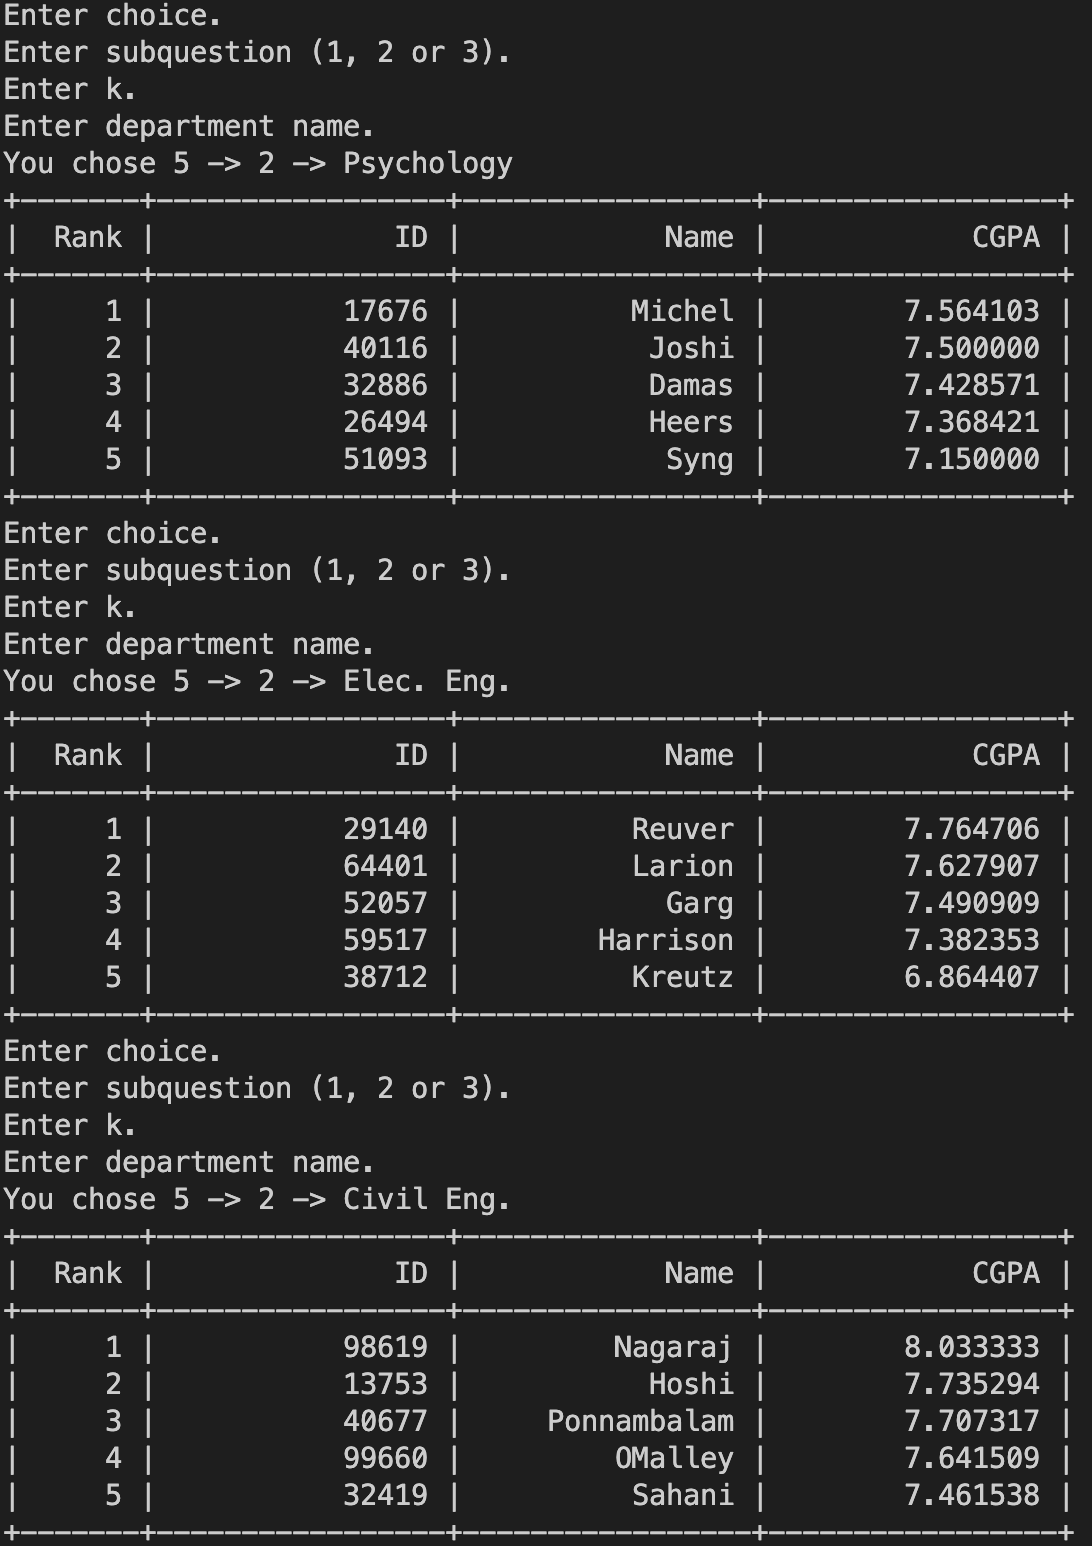 Enter choice.
Enter subquestion (1, 2 or 3).
Enter k.
Enter department name.
You chose 5 -> 2 -> Psychology
+-------+-----------------+-----------------+-----------------+
|  Rank |              ID |            Name |            CGPA |
+-------+-----------------+-----------------+-----------------+
|     1 |           17676 |          Michel |        7.564103 |
|     2 |           40116 |           Joshi |        7.500000 |
|     3 |           32886 |           Damas |        7.428571 |
|     4 |           26494 |           Heers |        7.368421 |
|     5 |           51093 |            Syng |        7.150000 |
+-------+-----------------+-----------------+-----------------+
Enter choice.
Enter subquestion (1, 2 or 3).
Enter k.
Enter department name.
You chose 5 -> 2 -> Elec. Eng.
+-------+-----------------+-----------------+-----------------+
|  Rank |              ID |            Name |            CGPA |
+-------+-----------------+-----------------+-----------------+
|     1 |           29140 |          Reuver |        7.764706 |
|     2 |           64401 |          Larion |        7.627907 |
|     3 |           52057 |            Garg |        7.490909 |
|     4 |           59517 |        Harrison |        7.382353 |
|     5 |           38712 |          Kreutz |        6.864407 |
+-------+-----------------+-----------------+-----------------+
Enter choice.
Enter subquestion (1, 2 or 3).
Enter k.
Enter department name.
You chose 5 -> 2 -> Civil Eng.
+-------+-----------------+-----------------+-----------------+
|  Rank |              ID |            Name |            CGPA |
+-------+-----------------+-----------------+-----------------+
|     1 |           98619 |         Nagaraj |        8.033333 |
|     2 |           13753 |           Hoshi |        7.735294 |
|     3 |           40677 |     Ponnambalam |        7.707317 |
|     4 |           99660 |         OMalley |        7.641509 |
|     5 |           32419 |          Sahani |        7.461538 |
+-------+-----------------+-----------------+-----------------+